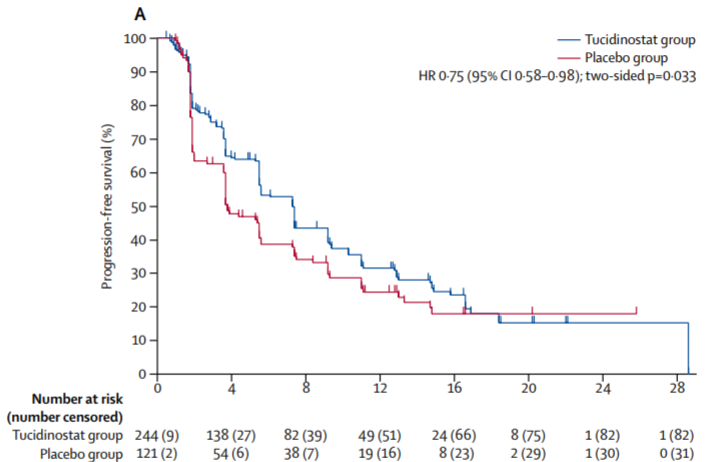 A
Tucidinostat group
Placebo group
HR 0·75 (95% CI 0·58–0·98); two-sided p=0·033
Progression-free survival (%)
100
90
80
70
60
50
40
30
20
10
0
0 4 8 12 16 20 24 28
Number at risk
(number censored)
Tucidinostat group 244 (9) 138 (27) 82 (39) 49 (51) 24 (66) 8 (75) 1 (82) 1 (82)
Placebo group 121 (2) 54 (6) 38 (7) 19 (16) 8 (23) 2 (29) 1 (30) 0 (31)